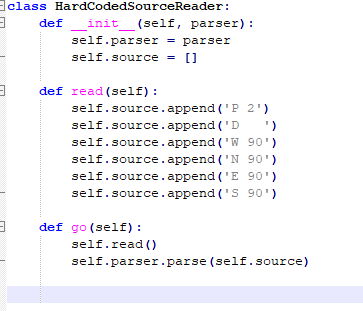 class HardCodedSourceReader:
    def __init__(self, parser):
        self.parser = parser
        self.source = []
    def read(self):
        self.source.append('P 2')
        self.source.append('D   ')
        self.source.append('W 90')
        self.source.append('N 90')
        self.source.append('E 90')
        self.source.append('S 90')
    def go(self):
        self.read()
        self.parser.parse(self.source)